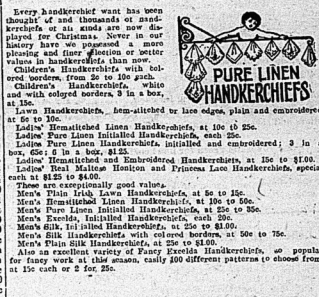 Every handkerchief want has been
thought of and thousands of hand-
kerchiefs of all kinds are now dis
played for Christmas. Never in our
history have we possessed a more
pleasing and finer selection or better
values in handkerchiefs than now.
Children's Handkerchiefs with col-
ored borders, from 2c to 10c each.
Children's Handkerchiefs, white
and with colored borders, 3 in a box,
at 15c.
PURE LINEN
HANDKERCHIEFS
Lawn Handkerchiefs, hem-stitched or lace edges, plain and embroidered
at 5c to 10c.
Ladies' Hemstitched Linen Handkerchiefs, at 10c to 25c.
Ladies' Pure Linen Initialled Handkerchiefs, each 25c.
Ladies Pure Linen Handkerchiefs, initialled and embroidered; 3 in
box, 65c; 6 in a box, $1.25.
Ladies' Hemstitched and Embroidered Handkerchiefs, at 15c to $1.00.
Ladies' Real Maltese Honiton and Princess Lace Handkerchiefs, special
each at $1.25 to $4.00.
These are exceptionally good values.
Men's Plain Irish Lawn Handkerchiefs, at 5c to 15c.
Men's Hemstitched Linen Handkerchiefs, at 10c to 50c.
Men's Pure Linen Initialled Handkerchiefs, at 25c to 35c.
Men's Excelda, Initialled Handkerchiefs, each 20c.
Men's Silk, Initialled Handkerchiefs, at 25c to $1.00.
Men's Silk Handkerchiefs with colored borders, at 50c to 75c.
Men's Plain Silk Handkerchiefs, at 25c to $1.00.
Also an excellent variety of Fancy Excelda Handkerchiefs, so popular
for fancy work at this season, easily 100 different patterns to choose from
at 15c each or 2 for 25c.